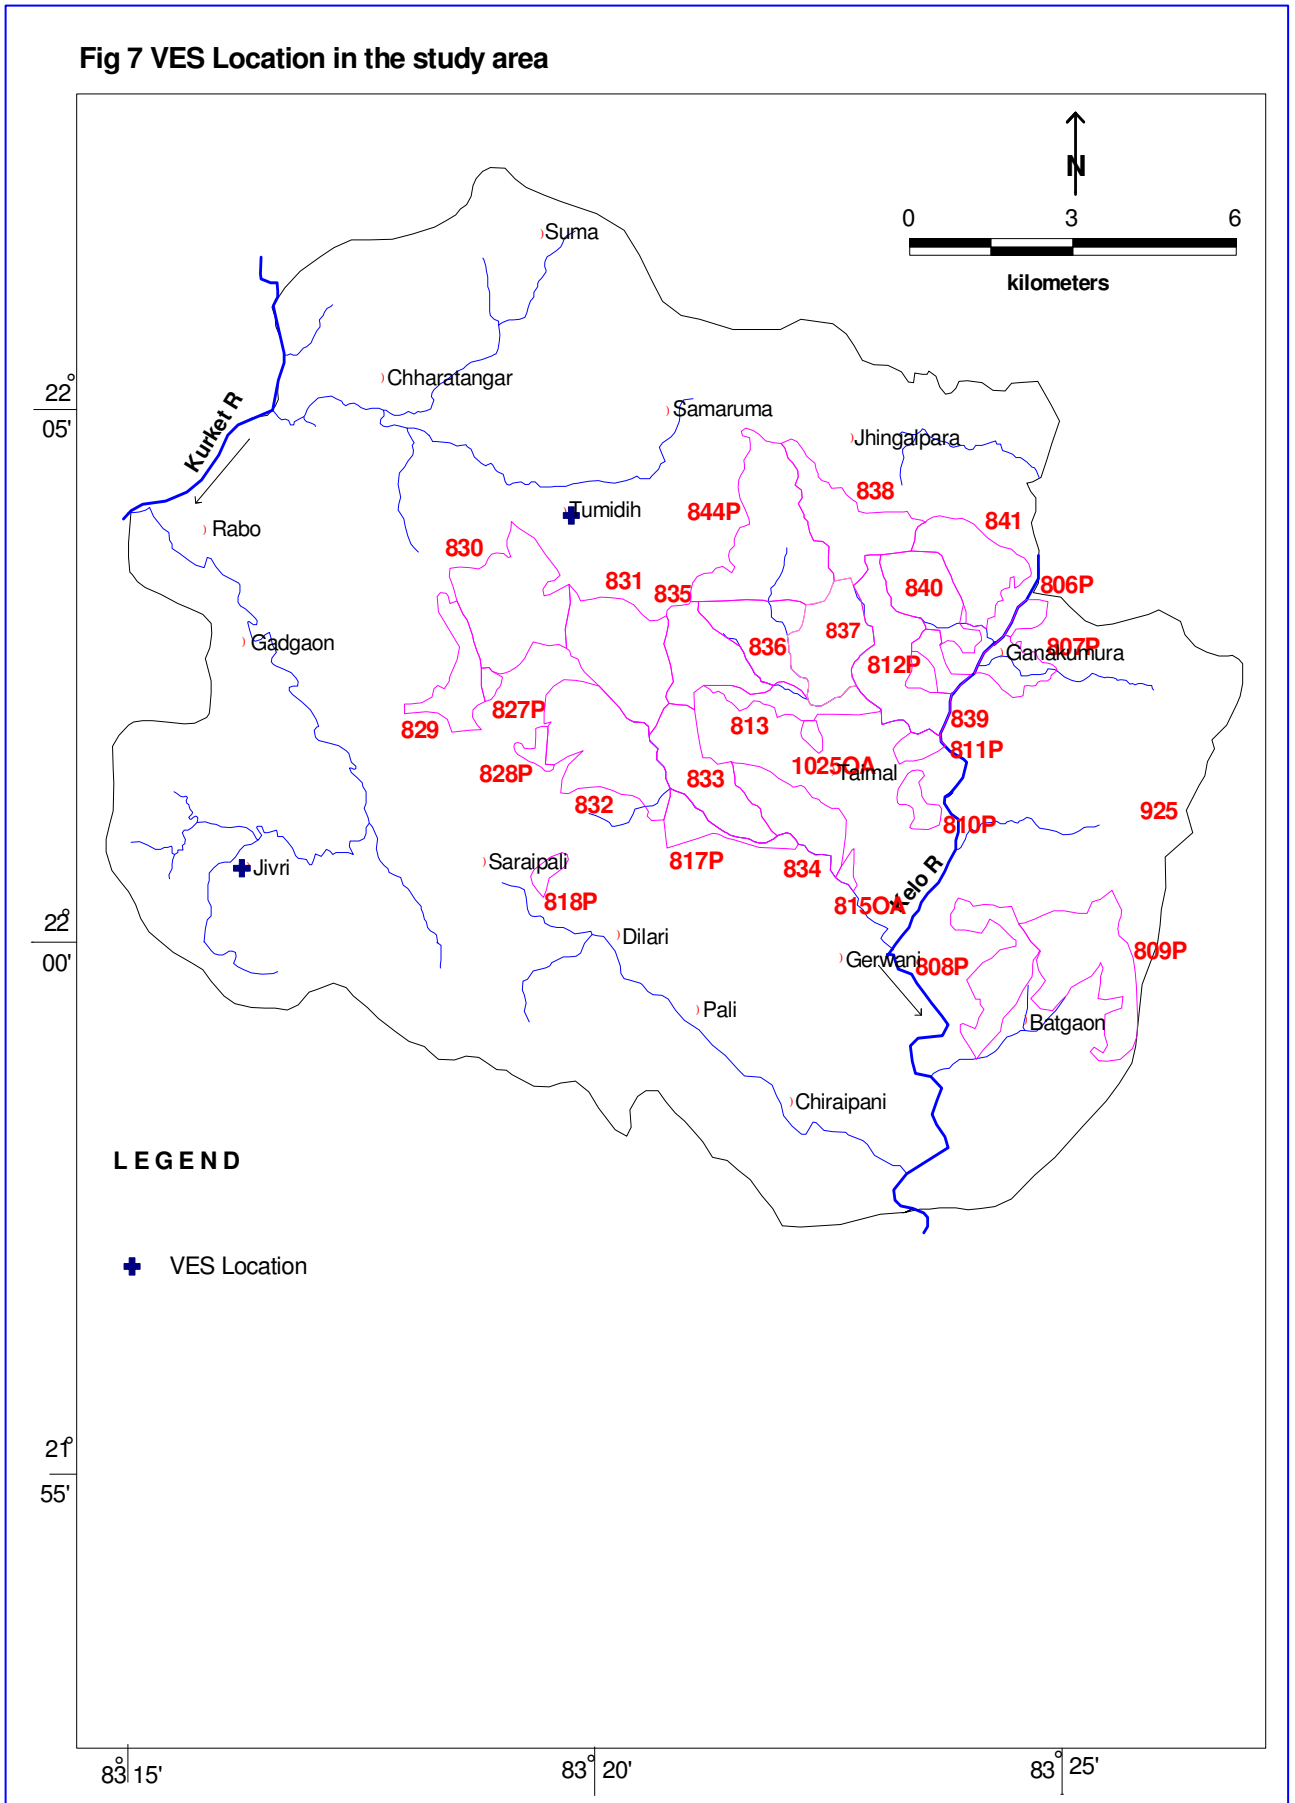 Fig 7 VES Location in the study area
N
0 3 6
kilometers
Suma
Chharatangar
22°
05'
Samaruma
Kurket R
Jhingalpara
838
844P
Tumidih
841
Rabo
830
831
835
840
806P
837
836
Gadgaon
807P
Ganakumura
812P
827P
829
813
839
811P
1025OA
Taimal
828P
833
832
925
810P
Saraipali
817P
834
Jivri
Kelo R
818P
815OA
22°
00'
Dilari
Gerwani
808P
809P
Pali
Batgaon
Chiraipani
LEGEND
VES Location
21°
55'
83° 15'
83° 20'
83° 25'